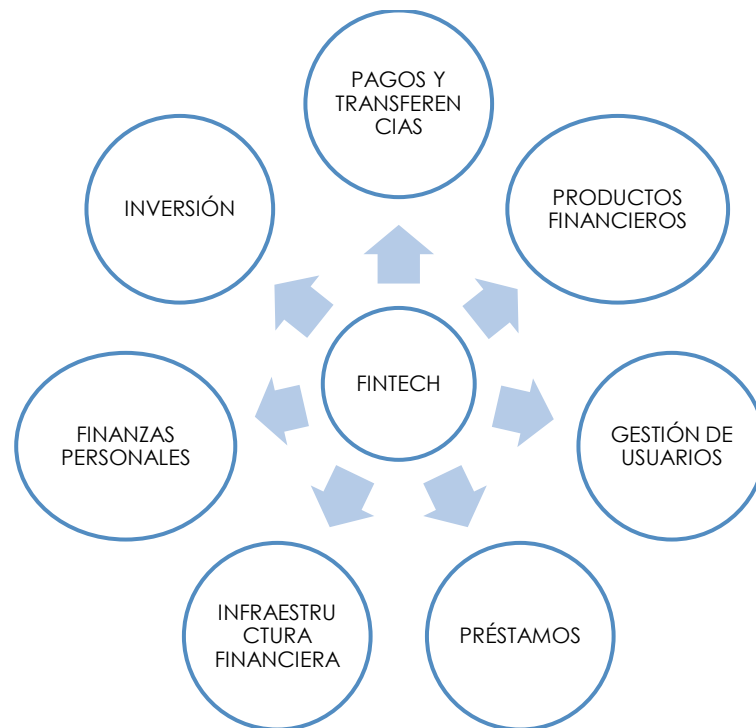 PAGOS Y
TRANSFEREN
CIAS
PRODUCTOS
FINANCIEROS
GESTIÓN DE
USUARIOS
PRÉSTAMOS
INFRAESTRU
CTURA
FINANCIERA
FINANZAS
PERSONALES
INVERSIÓN
FINTECH